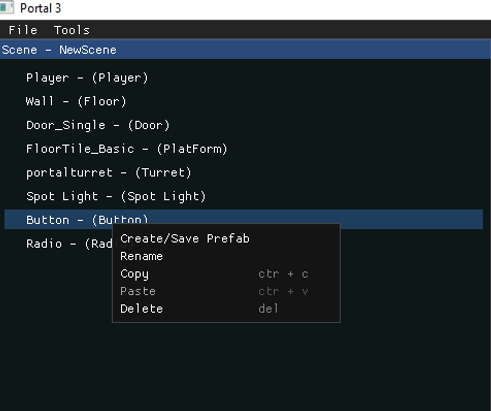 Portal 3
File Tools
Scene - NewScene
Player - (Player)
Wall - (Floor)
Door_Single - (Door)
FloorTile_Basic - (PlatForm)
portalturret - (Turret)
Spot Light - (Spot Light)
Button - (Button)
Radio - (Rad
Create/Save Prefab
Rename
Copy ctr + c
Paste ctr + v
Delete del